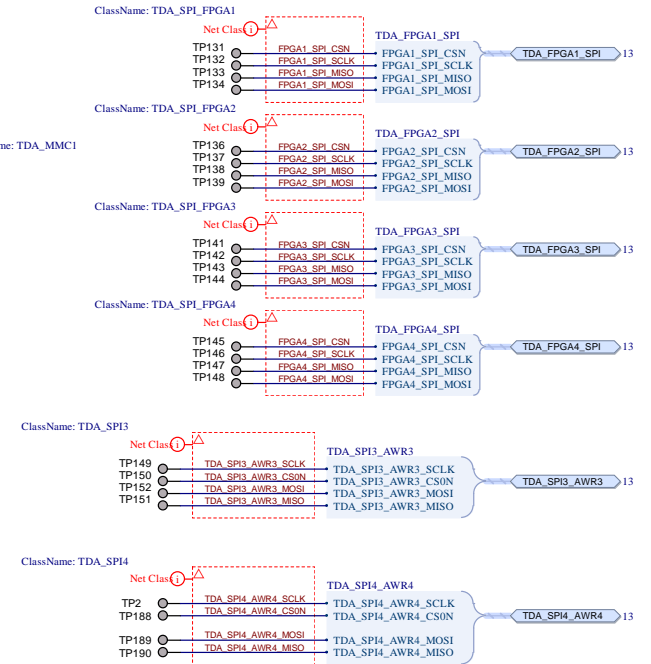 ClassName: TDA_SPI_FPGA1
Net Class i
TDA_FPGA1_SPI
TP131 FPGA1_SPI_CSN FPGA1_SPI_CSN TDA_FPGA1_SPI 13
TP132 FPGA1_SPI_SCLK FPGA1_SPI_SCLK
TP133 FPGA1_SPI_MISO FPGA1_SPI_MISO
TP134 FPGA1_SPI_MOSI FPGA1_SPI_MOSI
ClassName: TDA_SPI_FPGA2
Net Class i
TDA_FPGA2_SPI
me: TDA_MMC1
TP136 FPGA2_SPI_CSN FPGA2_SPI_CSN TDA_FPGA2_SPI 13
TP137 FPGA2_SPI_SCLK FPGA2_SPI_SCLK
TP138 FPGA2_SPI_MISO FPGA2_SPI_MISO
TP139 FPGA2_SPI_MOSI FPGA2_SPI_MOSI
ClassName: TDA_SPI_FPGA3
Net Class i
TDA_FPGA3_SPI
TP141 FPGA3_SPI_CSN FPGA3_SPI_CSN TDA_FPGA3_SPI 13
TP142 FPGA3_SPI_SCLK FPGA3_SPI_SCLK
TP143 FPGA3_SPI_MISO FPGA3_SPI_MISO
TP144 FPGA3_SPI_MOSI FPGA3_SPI_MOSI
ClassName: TDA_SPI_FPGA4
Net Class i
TDA_FPGA4_SPI
TP145 FPGA4_SPI_CSN FPGA4_SPI_CSN TDA_FPGA4_SPI 13
TP146 FPGA4_SPI_SCLK FPGA4_SPI_SCLK
TP147 FPGA4_SPI_MISO FPGA4_SPI_MISO
TP148 FPGA4_SPI_MOSI FPGA4_SPI_MOSI
ClassName: TDA_SPI3
Net Class i
TDA_SPI3_AWR3
TP149 TDA_SPI3_AWR3_SCLK TDA_SPI3_AWR3_SCLK
TP150 TDA_SPI3_AWR3_CS0N TDA_SPI3_AWR3_CS0N TDA_SPI3_AWR3 13
TP152 TDA_SPI3_AWR3_MOSI TDA_SPI3_AWR3_MOSI
TP151 TDA_SPI3_AWR3_MISO TDA_SPI3_AWR3_MISO
ClassName: TDA_SPI4
Net Class i
TDA_SPI4_AWR4
TP2 TDA_SPI4_AWR4_SCLK TDA_SPI4_AWR4_SCLK
TP188 TDA_SPI4_AWR4_CS0N TDA_SPI4_AWR4_CS0N TDA_SPI4_AWR4 13
TP189 TDA_SPI4_AWR4_MOSI TDA_SPI4_AWR4_MOSI
TP190 TDA_SPI4_AWR4_MISO TDA_SPI4_AWR4_MISO